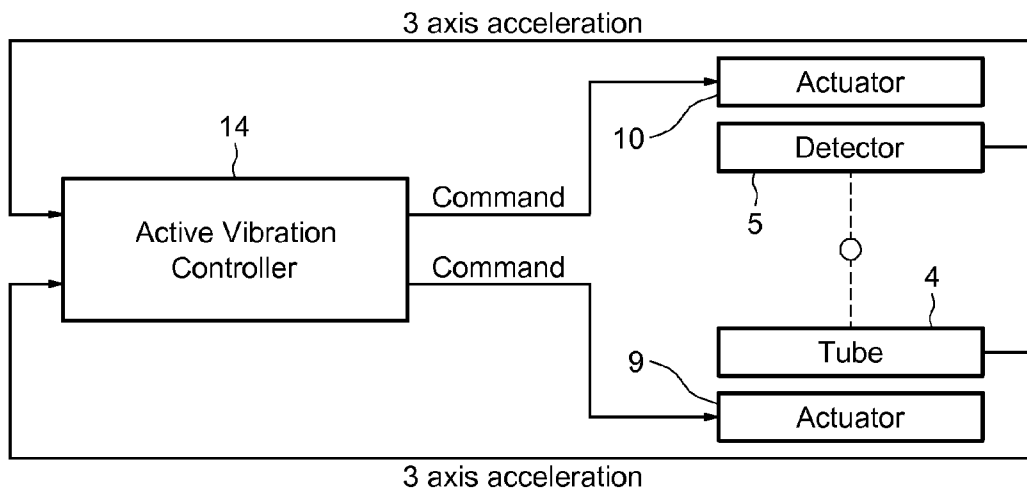 3 axis acceleration
Actuator
10
14
Detector
5
Command
Active Vibration
Controller
Command
4
Tube
9
Actuator
3 axis acceleration